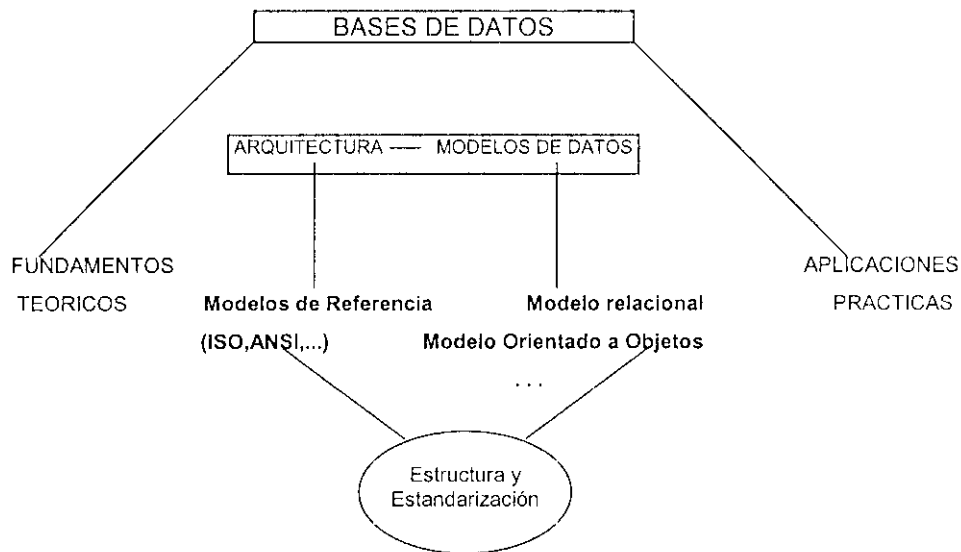 BASES DE DATOS
ARQUITECTURA — MODELOS DE DATOS
FUNDAMENTOS
TEORICOS
APLICACIONES
PRACTICAS
Modelos de Referencia
(ISO,ANSI,...)
Modelo relacional
Modelo Orientado a Objetos
...
Estructura y
Estandarización